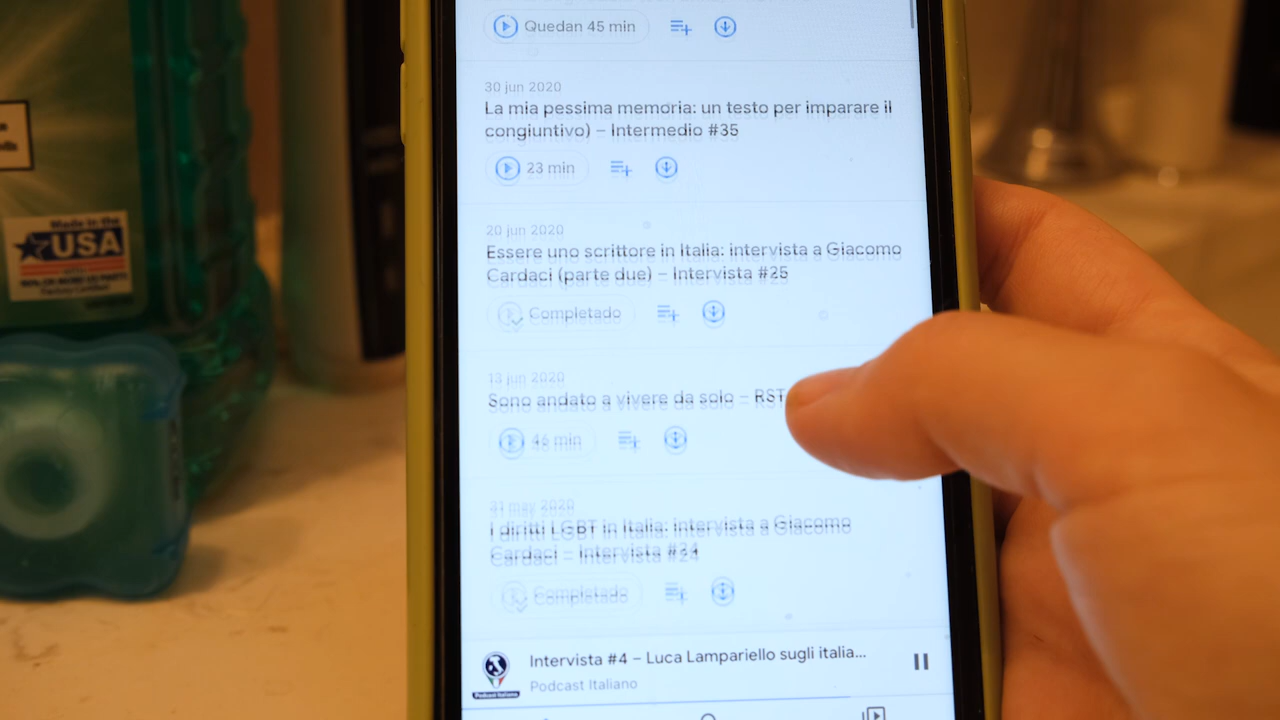 Quedan 45 min
30 jun 2020
La mia pessima memoria: un testo per imparare il
congiuntivo) – Intermedio #35
23 min
20 jun 2020
Essere uno scrittore in Italia: intervista a Giacomo
Cardaci (parte due) – Intervista #25
Completado
13 jun 2020
Sono andato a vivere da solo – RST
46 min
31 may 2020
I diritti LGBT in Italia: intervista a Giacomo
Cardaci – Intervista #24
Completado
Intervista #4 – Luca Lampariello sugli italia...
Podcast Italiano
Podcast Italiano
Made in the
USA